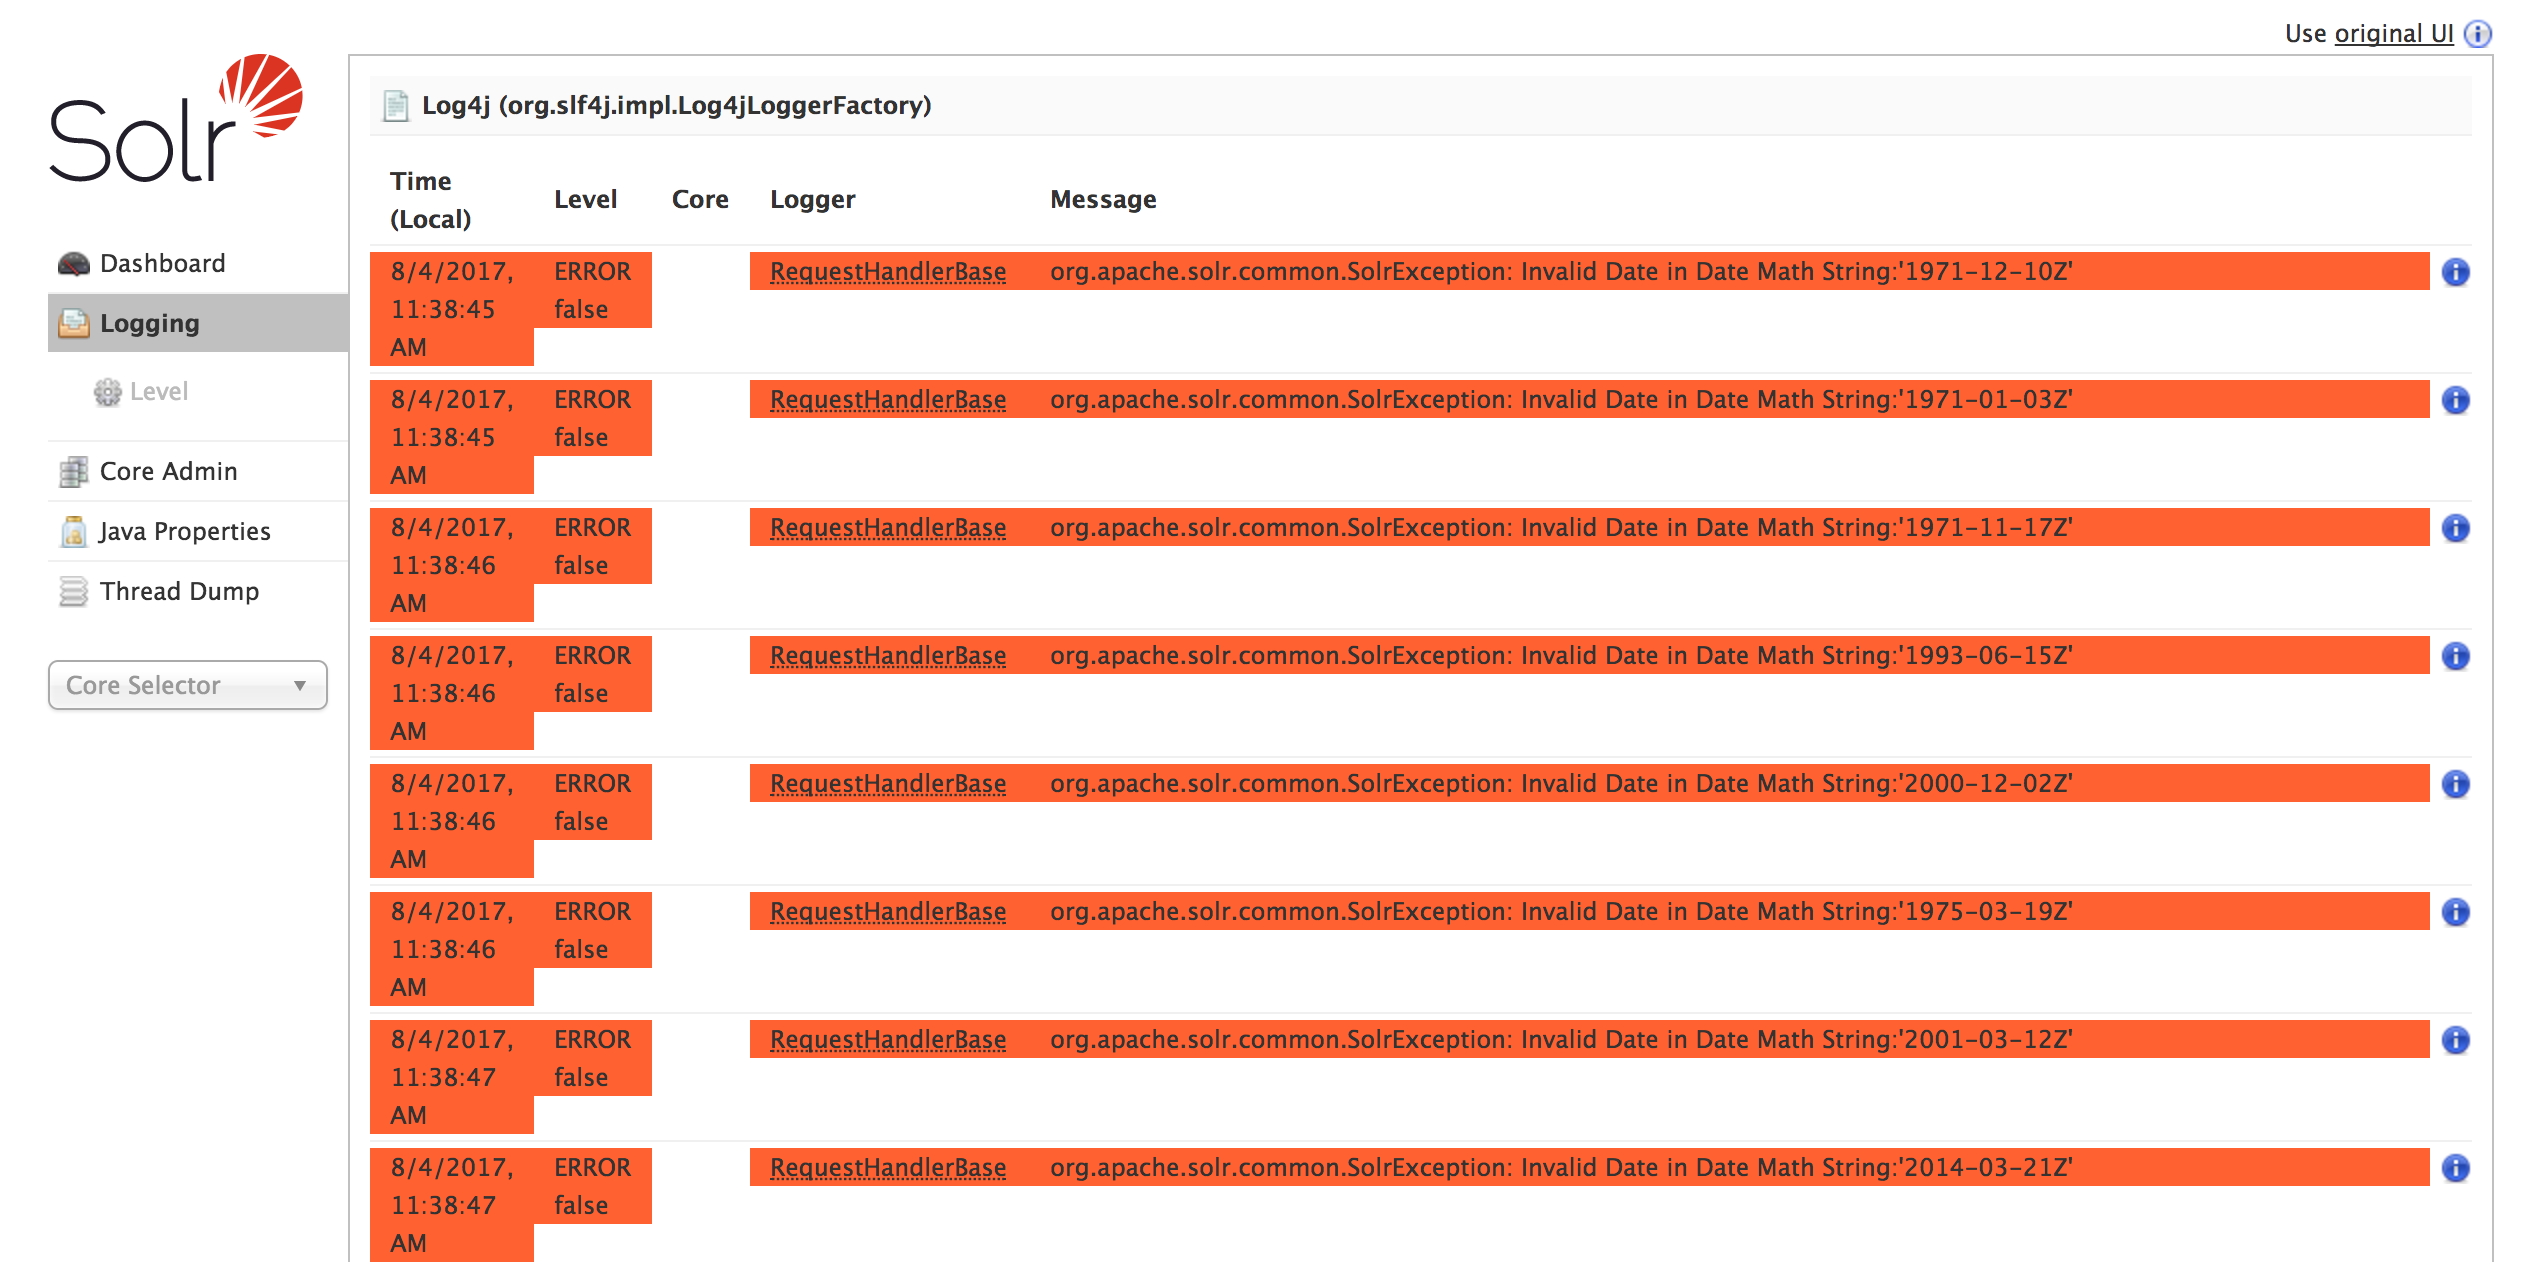 Use original UI
Solr
Dashboard
Logging
Level
Core Admin
Java Properties
Thread Dump
Core Selector
Log4j (org.slf4j.impl.Log4jLoggerFactory)
Time (Local) Level Core Logger Message
8/4/2017, 11:38:45 AM ERROR false RequestHandlerBase org.apache.solr.common.SolrException: Invalid Date in Date Math String:'1971-12-10Z'
8/4/2017, 11:38:45 AM ERROR false RequestHandlerBase org.apache.solr.common.SolrException: Invalid Date in Date Math String:'1971-01-03Z'
8/4/2017, 11:38:46 AM ERROR false RequestHandlerBase org.apache.solr.common.SolrException: Invalid Date in Date Math String:'1971-11-17Z'
8/4/2017, 11:38:46 AM ERROR false RequestHandlerBase org.apache.solr.common.SolrException: Invalid Date in Date Math String:'1993-06-15Z'
8/4/2017, 11:38:46 AM ERROR false RequestHandlerBase org.apache.solr.common.SolrException: Invalid Date in Date Math String:'2000-12-02Z'
8/4/2017, 11:38:46 AM ERROR false RequestHandlerBase org.apache.solr.common.SolrException: Invalid Date in Date Math String:'1975-03-19Z'
8/4/2017, 11:38:47 AM ERROR false RequestHandlerBase org.apache.solr.common.SolrException: Invalid Date in Date Math String:'2001-03-12Z'
8/4/2017, 11:38:47 AM ERROR false RequestHandlerBase org.apache.solr.common.SolrException: Invalid Date in Date Math String:'2014-03-21Z'